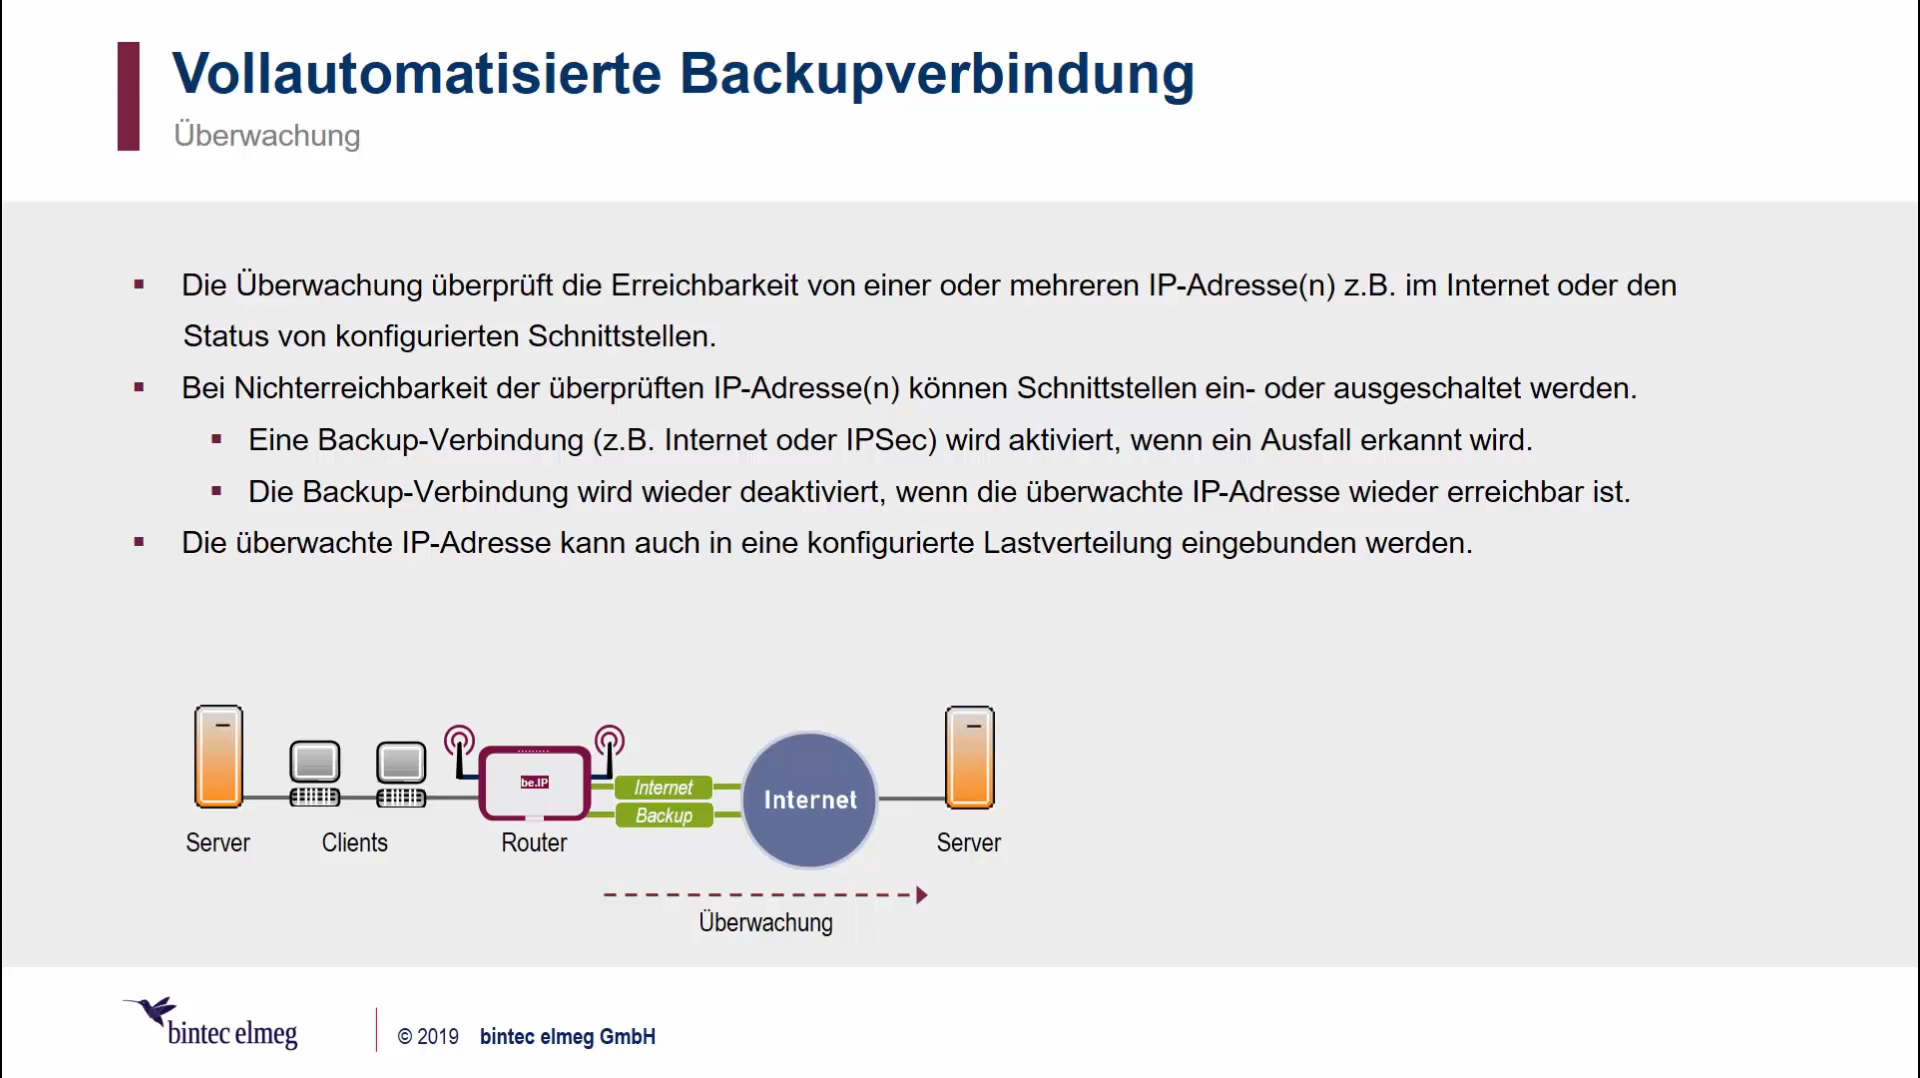 Vollautomatisierte Backupverbindung
Überwachung
▪ Die Überwachung überprüft die Erreichbarkeit von einer oder mehreren IP-Adresse(n) z.B. im Internet oder den
Status von konfigurierten Schnittstellen.
▪ Bei Nichterreichbarkeit der überprüften IP-Adresse(n) können Schnittstellen ein- oder ausgeschaltet werden.
▪ Eine Backup-Verbindung (z.B. Internet oder IPSec) wird aktiviert, wenn ein Ausfall erkannt wird.
▪ Die Backup-Verbindung wird wieder deaktiviert, wenn die überwachte IP-Adresse wieder erreichbar ist.
▪ Die überwachte IP-Adresse kann auch in eine konfigurierte Lastverteilung eingebunden werden.
be.IP
Internet
Backup
Internet
Server
Clients
Router
Server
Überwachung
bintec elmeg
© 2019 bintec elmeg GmbH